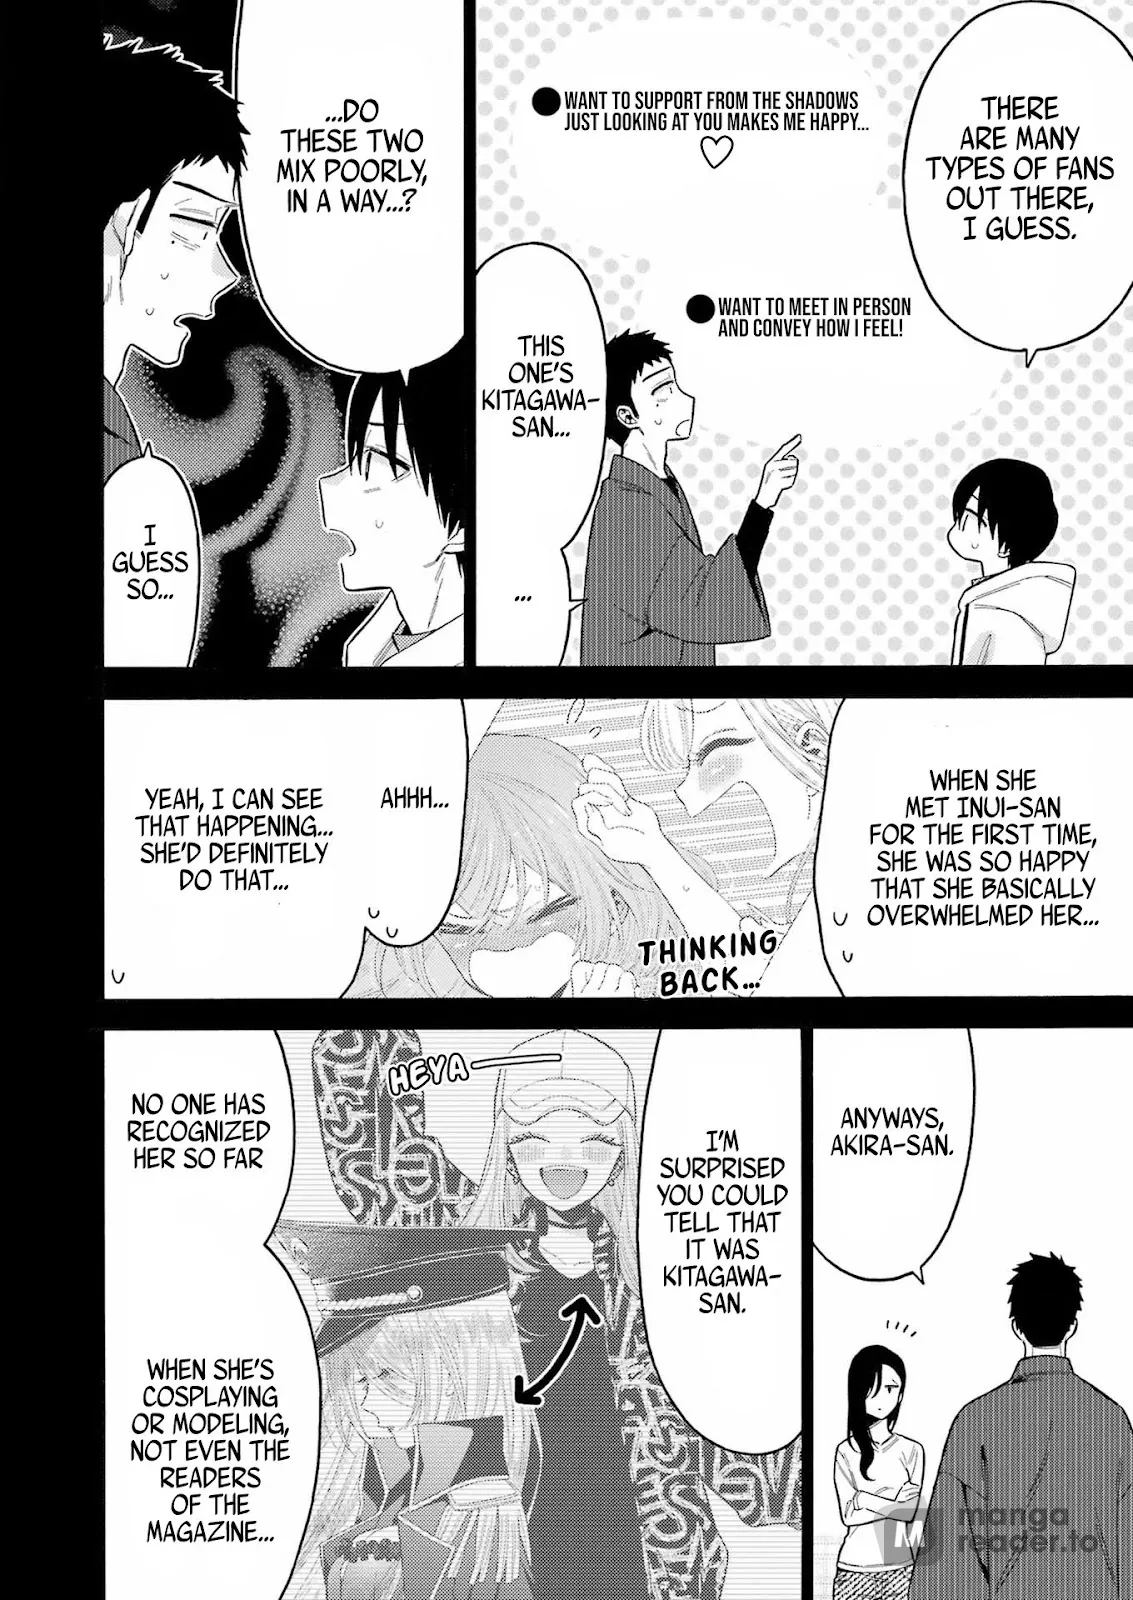 THERE
ARE MANY
TYPES OF FANS
OUT THERE,
I GUESS.
WANT TO SUPPORT FROM THE SHADOWS
JUST LOOKING AT YOU MAKES ME HAPPY...
WANT TO MEET IN PERSON
AND CONVEY HOW I FEEL!
THIS
ONE'S
KITAGAWA-
SAN...
...
...DO
THESE TWO
MIX POORLY,
IN A WAY...?
I
GUESS
SO...
WHEN SHE
MET INUI-SAN
FOR THE FIRST TIME,
SHE WAS SO HAPPY
THAT SHE BASICALLY
OVERWHELMED HER...
THINKING
BACK...
AHHH...
YEAH, I CAN SEE
THAT HAPPENING...
SHE'D DEFINITELY
DO THAT...
ANYWAYS,
AKIRA-SAN.
I'M
SURPRISED
YOU COULD
TELL THAT
IT WAS
KITAGAWA-
SAN.
HEYA
NO ONE HAS
RECOGNIZED
HER SO FAR
WHEN SHE'S
COSPLAYING
OR MODELING,
NOT EVEN THE
READERS
OF THE
MAGAZINE...
M manga
reader.to